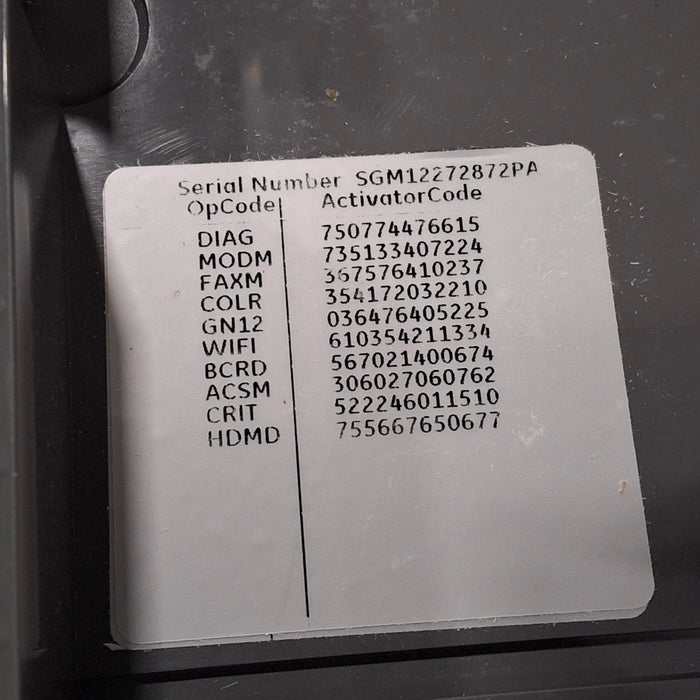 Serial Number SGM12272872PA
OpCode ActivatorCode
DIAG 750774476615
MODM 735133407224
FAXM 367576410237
COLR 354172032210
GN12 036476405225
WIFI 610354211334
BCRD 567021400674
ACSM 306027060762
CRIT 522246011510
HDMD 755667650677